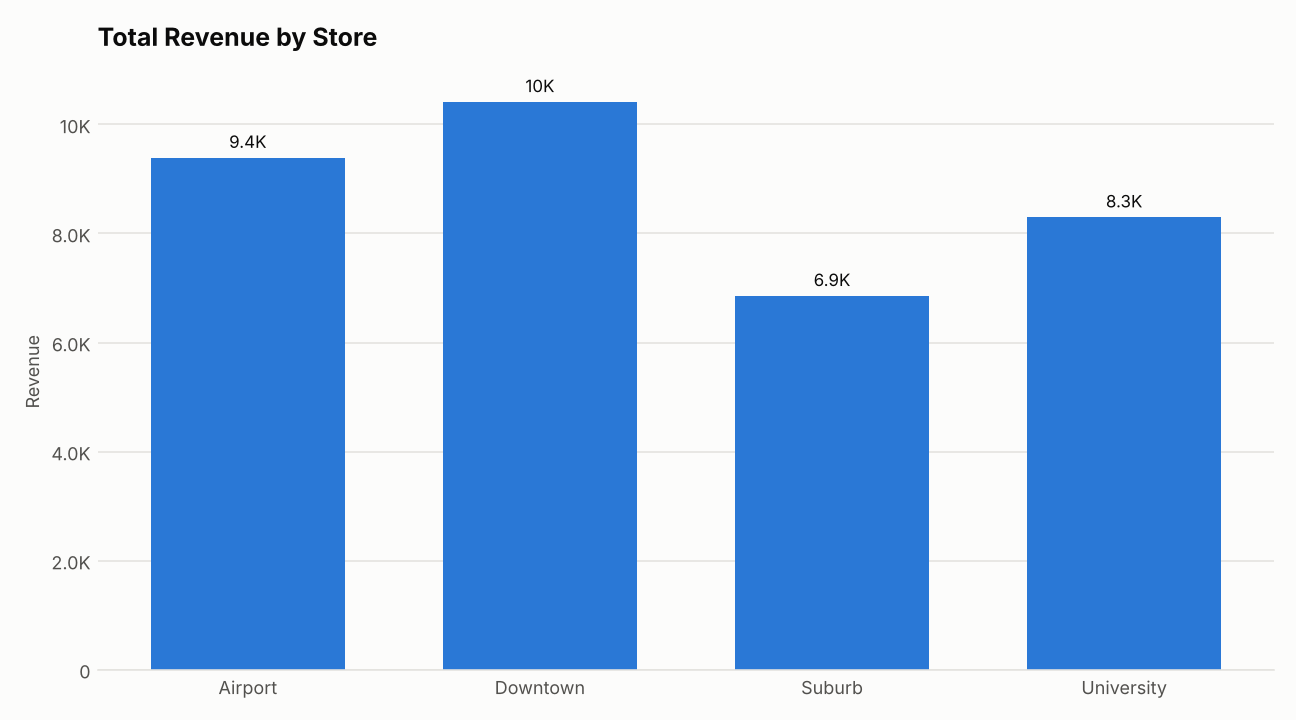 Total Revenue by Store
Revenue
10K
8.0K
6.0K
4.0K
2.0K
0
9.4K
10K
6.9K
8.3K
Airport
Downtown
Suburb
University